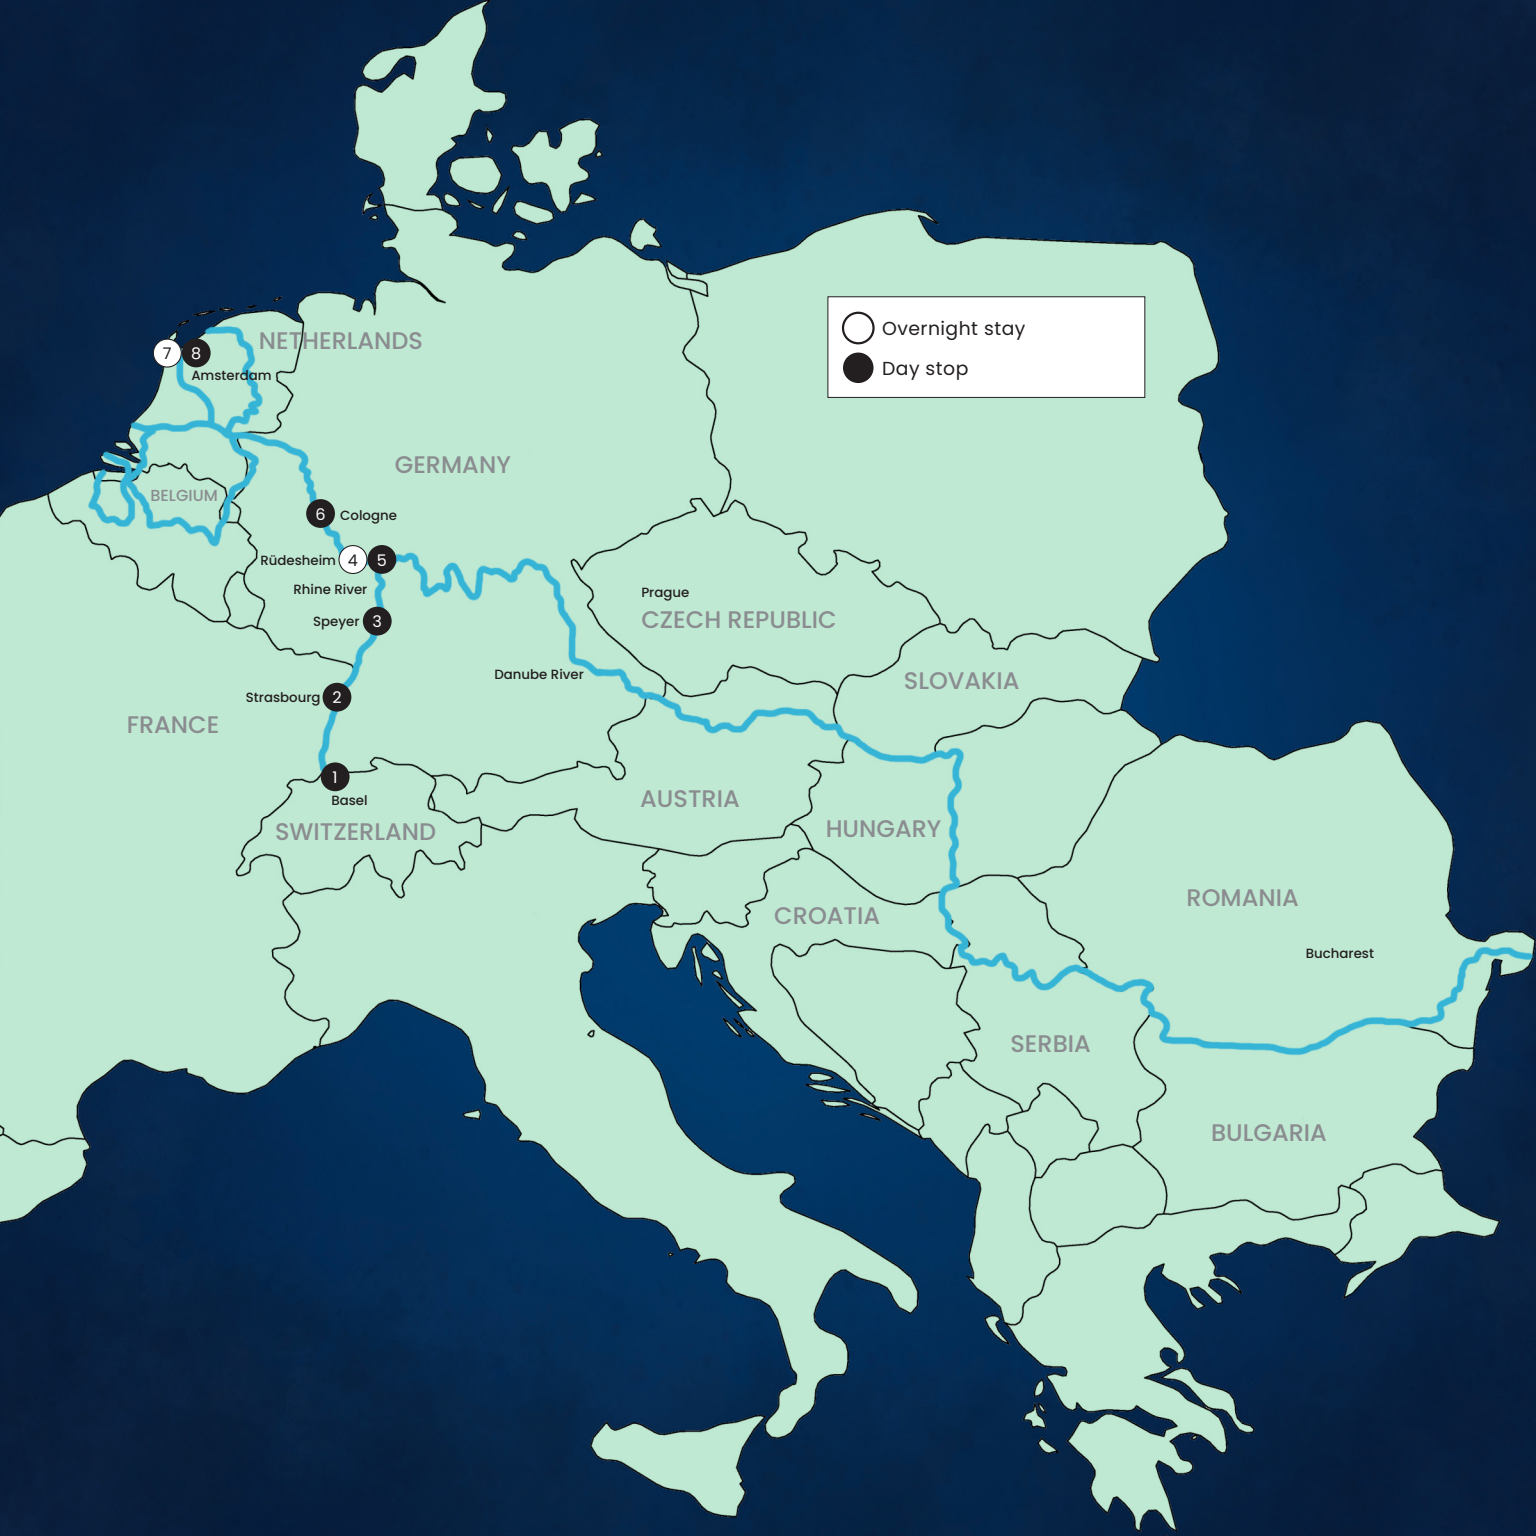 Overnight stay
Day stop
NETHERLANDS
7
8
Amsterdam
GERMANY
BELGIUM
6
Cologne
Rüdesheim
4
5
Rhine River
Prague
CZECH REPUBLIC
Speyer
3
Danube River
SLOVAKIA
Strasbourg
2
FRANCE
1
Basel
AUSTRIA
SWITZERLAND
HUNGARY
ROMANIA
CROATIA
Bucharest
SERBIA
BULGARIA